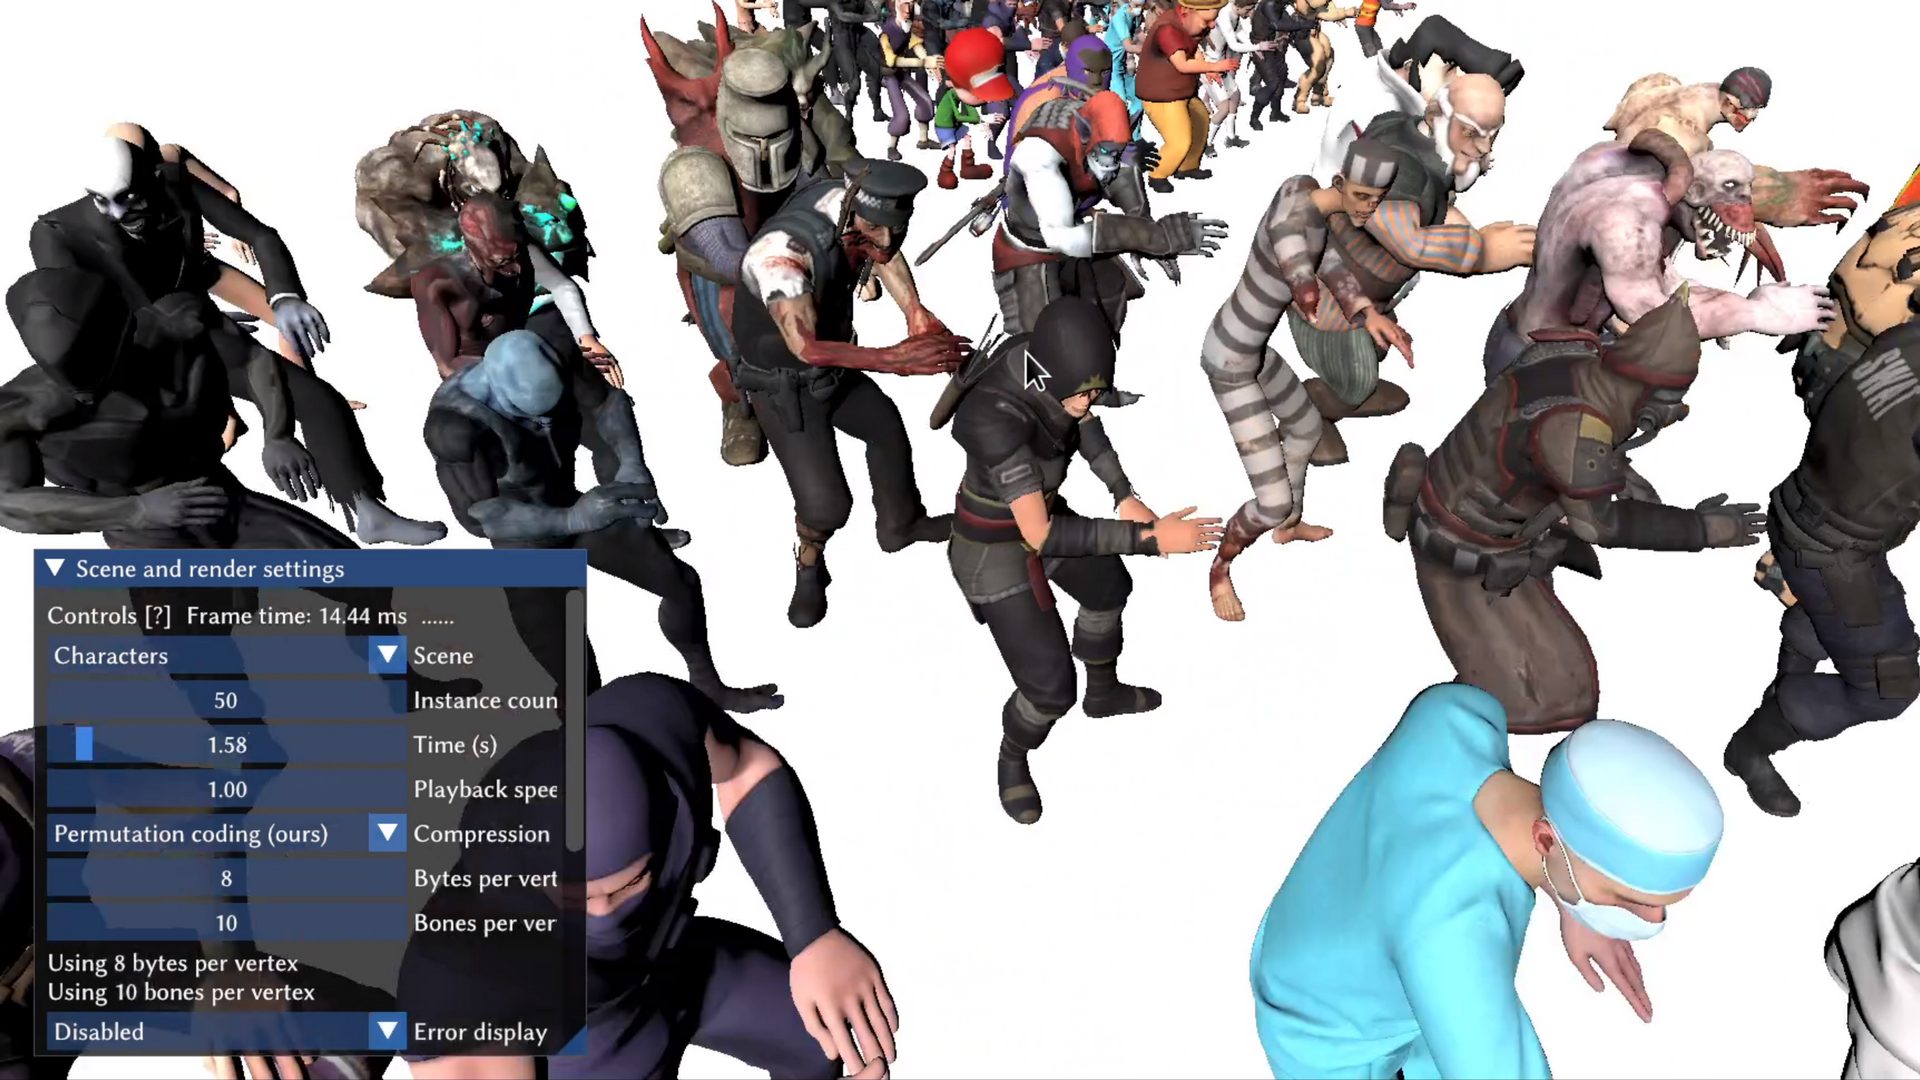 Scene and render settings
Controls [?] Frame time: 14.44 ms ......
Characters Scene
50 Instance coun
1.58 Time (s)
1.00 Playback spee
Permutation coding (ours) Compression
8 Bytes per vert
10 Bones per ver
Using 8 bytes per vertex
Using 10 bones per vertex
Disabled Error display
SWAT